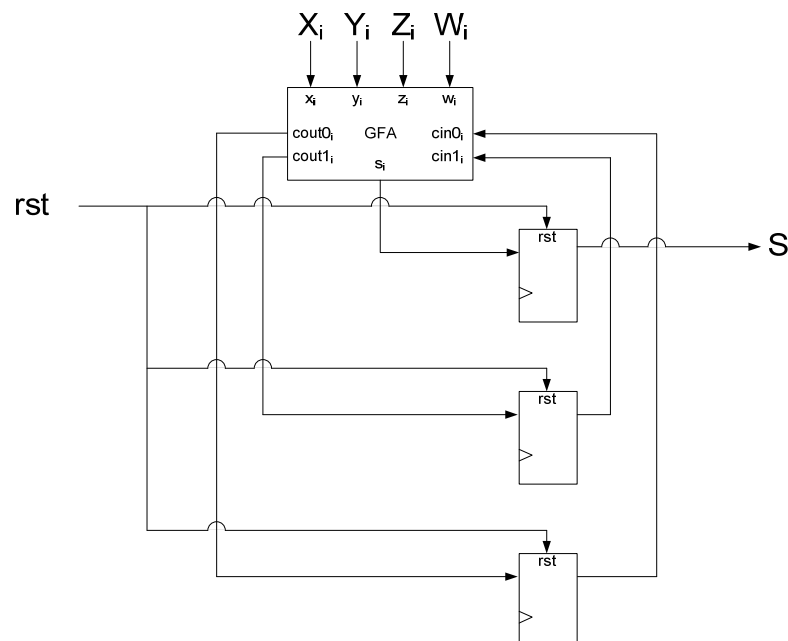 Xi Yi Zi Wi
xi yi zi wi
cout0i GFA cin0i
cout1i si cin1i
rst
rst
S
rst
rst